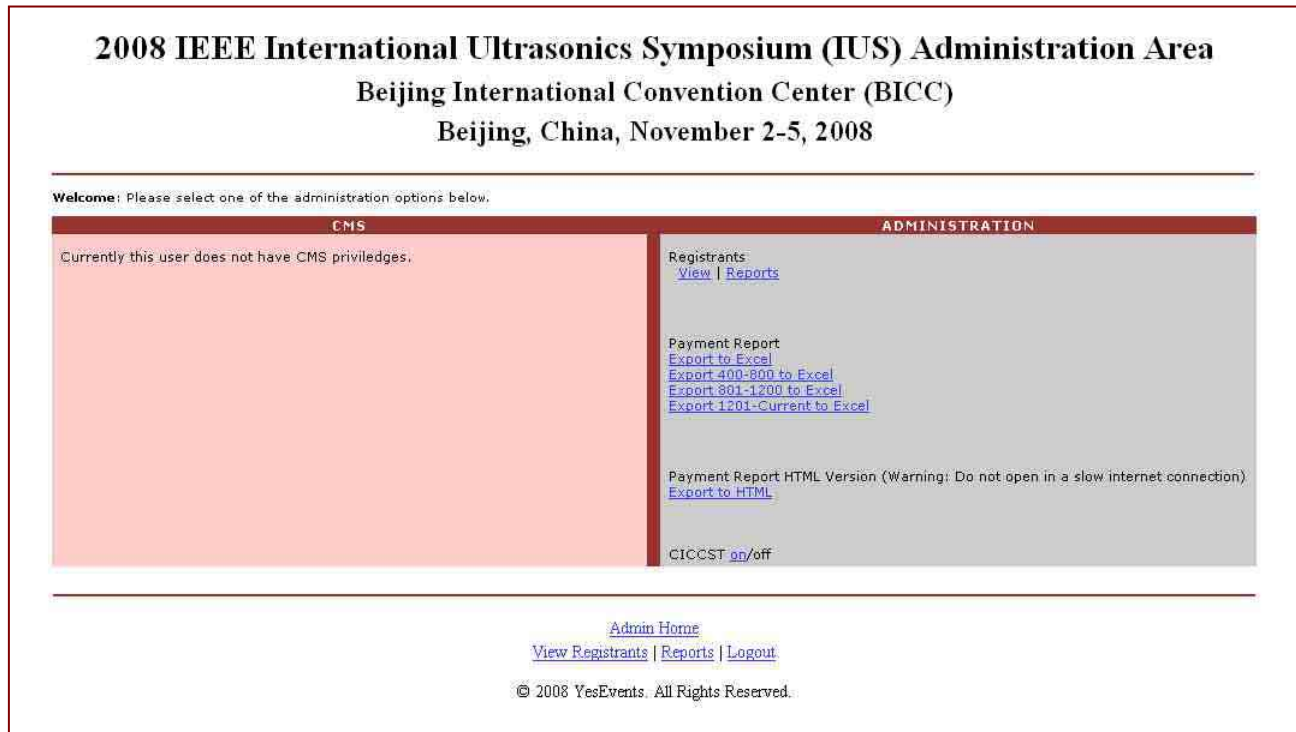 2008 IEEE International Ultrasonics Symposium (IUS) Administration Area
Beijing International Convention Center (BICC)
Beijing, China, November 2-5, 2008
Welcome: Please select one of the administration options below.
CMS
Currently this user does not have CMS priviledges.
ADMINISTRATION
Registrants
View | Reports
Payment Report
Export to Excel
Export 400-800 to Excel
Export 801-1200 to Excel
Export 1201-Current to Excel
Payment Report HTML Version (Warning: Do not open in a slow internet connection)
Export to HTML
CICCST on/off
Admin Home
View Registrants | Reports | Logout
© 2008 YesEvents. All Rights Reserved.